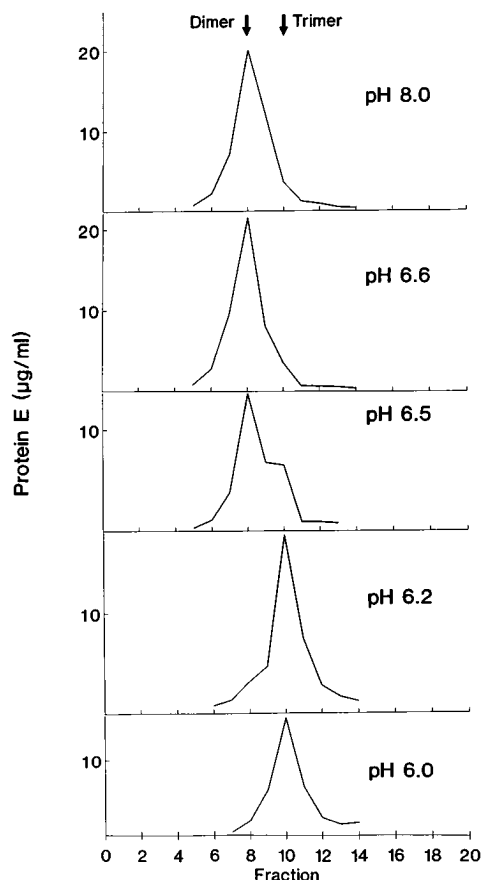 Dimer Trimer
20
10
pH 8.0
20
10
pH 6.6
10
pH 6.5
10
pH 6.2
10
pH 6.0
Protein E (µg/ml)
0 2 4 6 8 10 12 14 16 18 20
Fraction